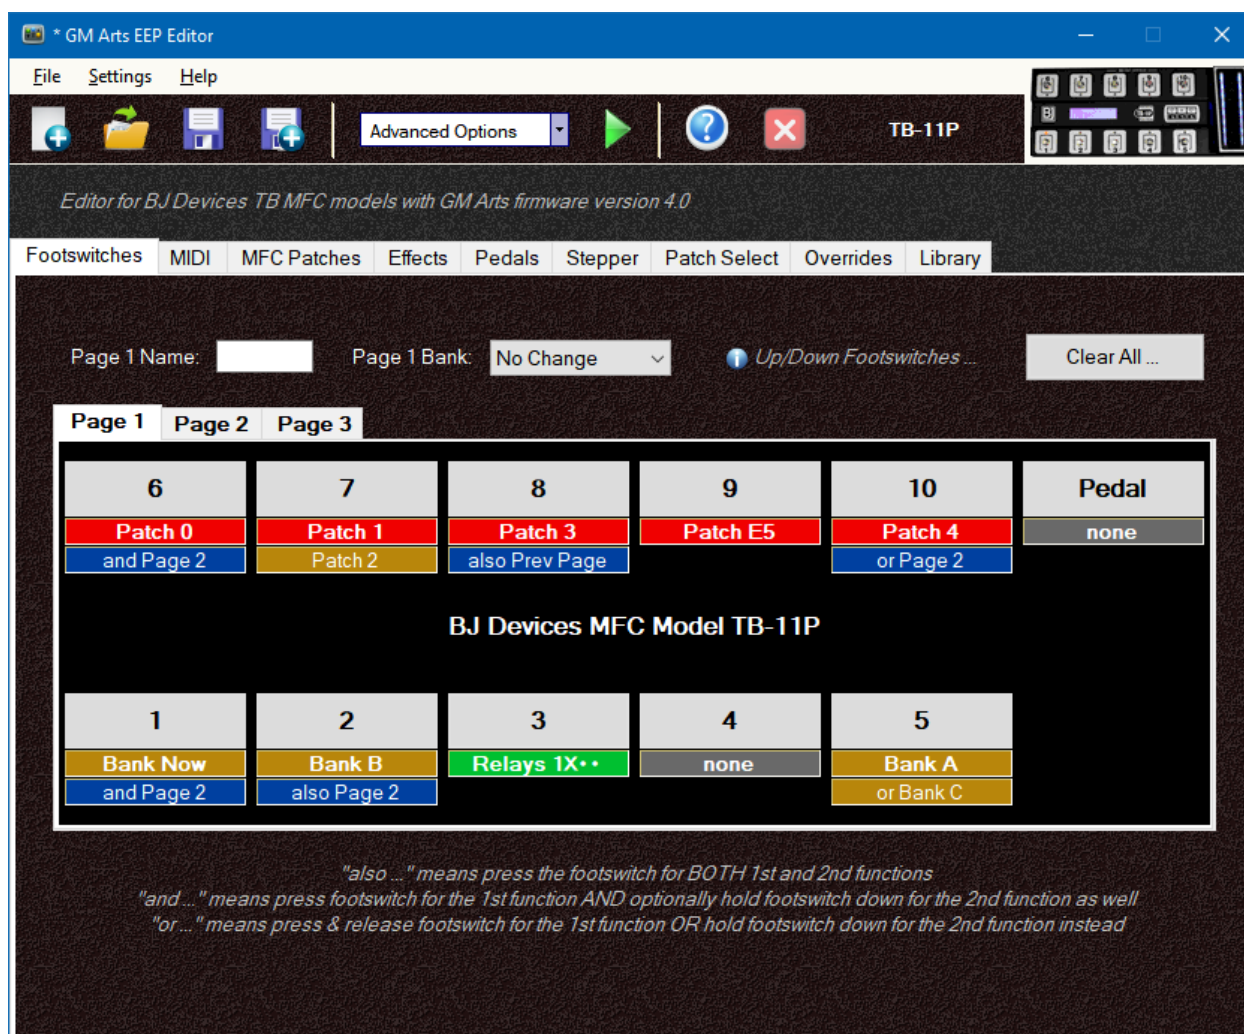 * GM Arts EEP Editor
File Settings Help
Advanced Options TB-11P
Editor for BJ Devices TB MFC models with GM Arts firmware version 4.0
Footswitches MIDI MFC Patches Effects Pedals Stepper Patch Select Overrides Library
Page 1 Name: Page 1 Bank: No Change Up/Down Footswitches ... Clear All ...
Page 1 Page 2 Page 3
6 7 8 9 10 Pedal
Patch 0 Patch 1 Patch 3 Patch E5 Patch 4 none
and Page 2 Patch 2 also Prev Page or Page 2
BJ Devices MFC Model TB-11P
1 2 3 4 5
Bank Now Bank B Relays 1X•• none Bank A
and Page 2 also Page 2 or Bank C
"also ..." means press the footswitch for BOTH 1st and 2nd functions
"and ..." means press footswitch for the 1st function AND optionally hold footswitch down for the 2nd function as well
"or ..." means press & release footswitch for the 1st function OR hold footswitch down for the 2nd function instead